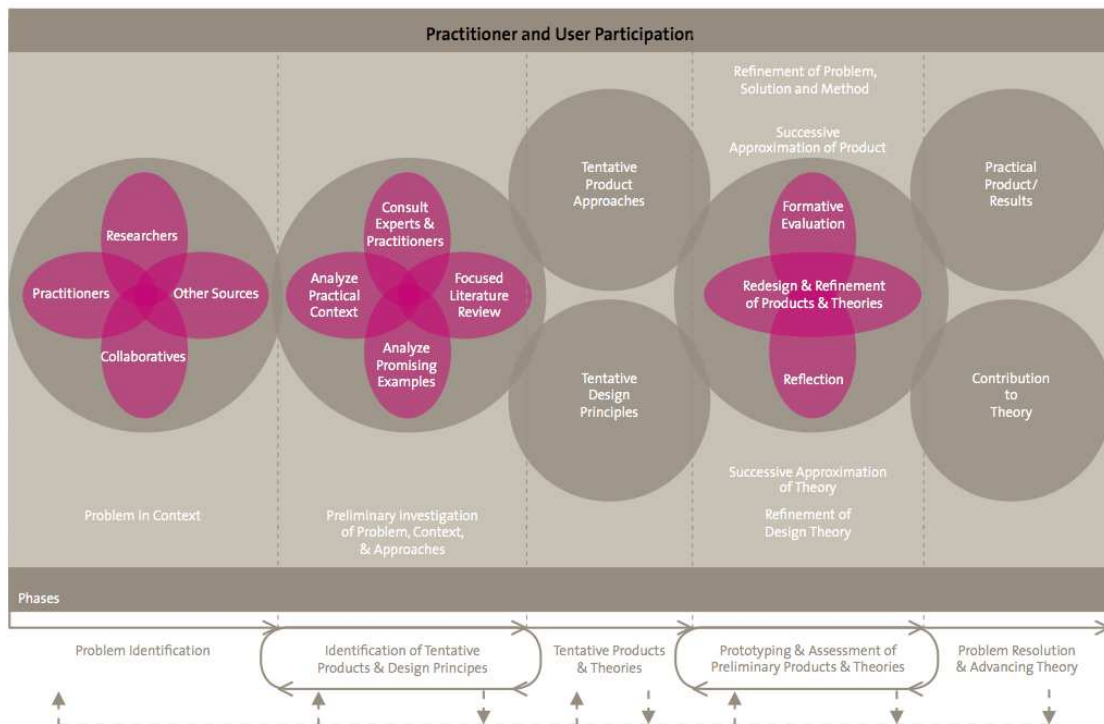 Practitioner and User Participation
Researchers
Practitioners
Other Sources
Collaboratives
Problem in Context
Consult
Experts &
Practitioners
Analyze
Practical
Context
Focused
Literature
Review
Analyze
Promising
Examples
Preliminary investigation
of Problem, Context,
& Approaches
Tentative
Product
Approaches
Tentative
Design
Principles
Refinement of Problem,
Solution and Method
Successive
Approximation of Product
Formative
Evaluation
Redesign & Refinement
of Products & Theories
Reflection
Successive Approximation
of Theory
Refinement of
Design Theory
Practical
Product/
Results
Contribution
to
Theory
Phases
Problem Identification
Identification of Tentative
Products & Design Principes
Tentative Products
& Theories
Prototyping & Assessment of
Preliminary Products & Theories
Problem Resolution
& Advancing Theory